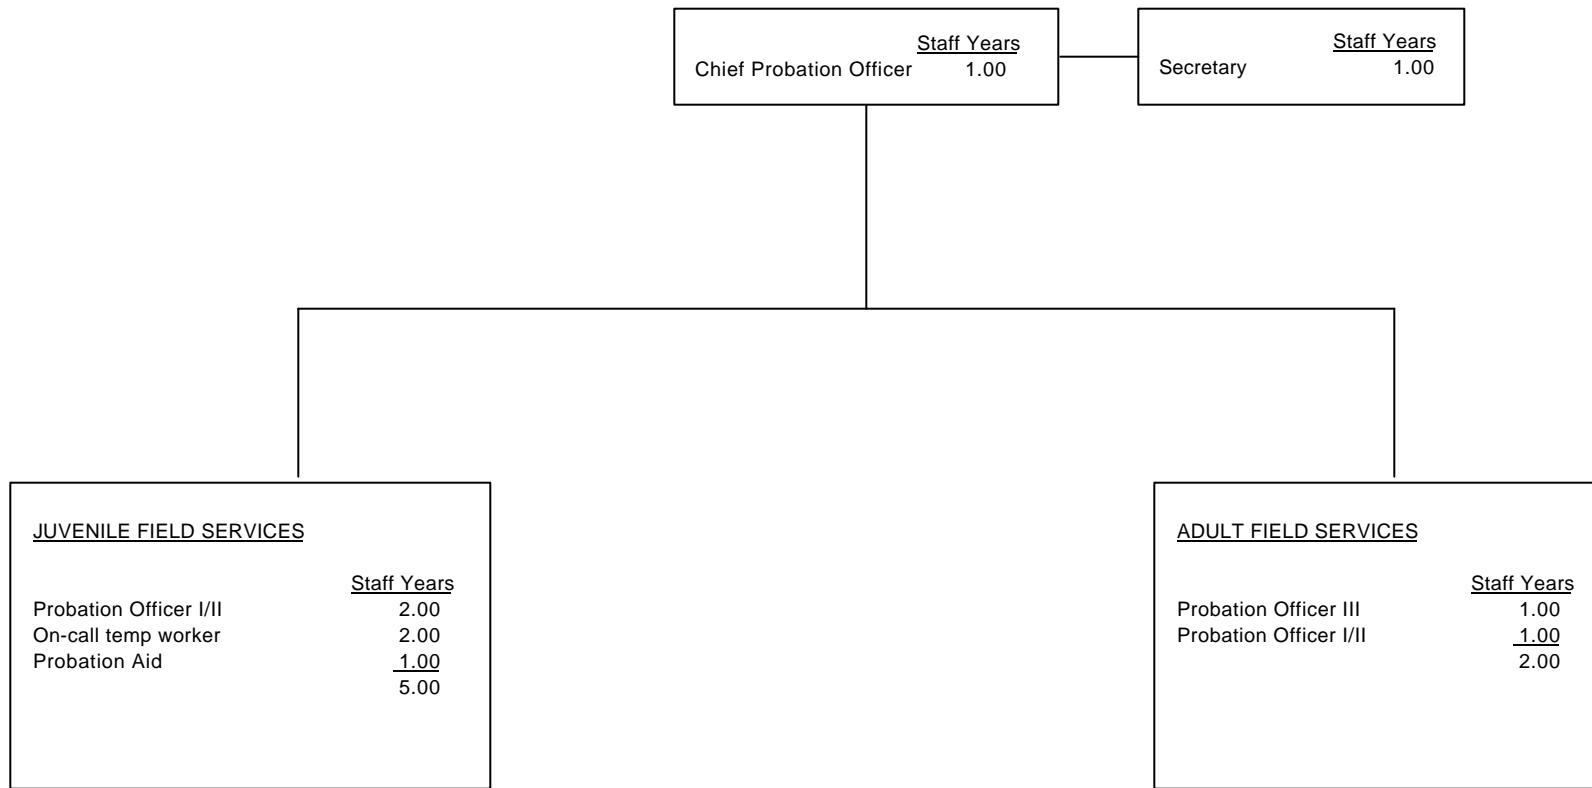 Staff Years
Chief Probation Officer 1.00
Staff Years
Secretary 1.00
JUVENILE FIELD SERVICES
Staff Years
Probation Officer I/II 2.00
On-call temp worker 2.00
Probation Aid 1.00
5.00
ADULT FIELD SERVICES
Staff Years
Probation Officer III 1.00
Probation Officer I/II 1.00
2.00